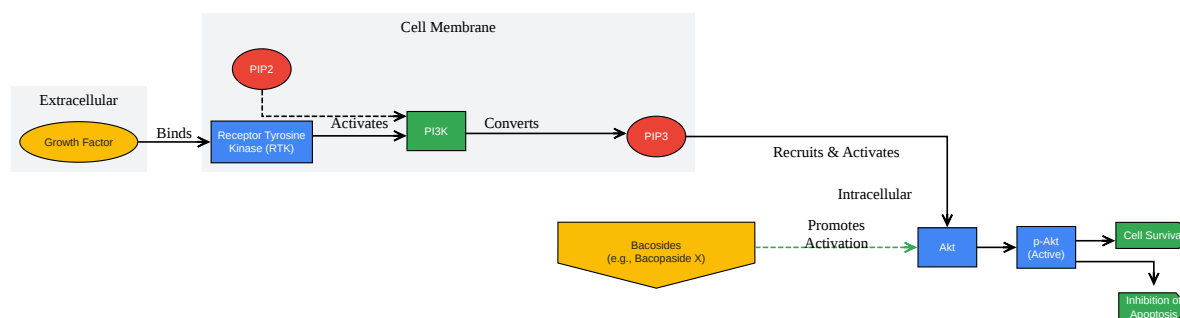 Cell Membrane
PIP2
Extracellular
Growth Factor
Binds
Receptor Tyrosine
Kinase (RTK)
Activates
PI3K
Converts
PIP3
Recruits & Activates
Intracellular
Bacosides
(e.g., Bacopaside X)
Promotes
Activation
Akt
p-Akt
(Active)
Cell Surviva
Inhibition of
Apoptosis